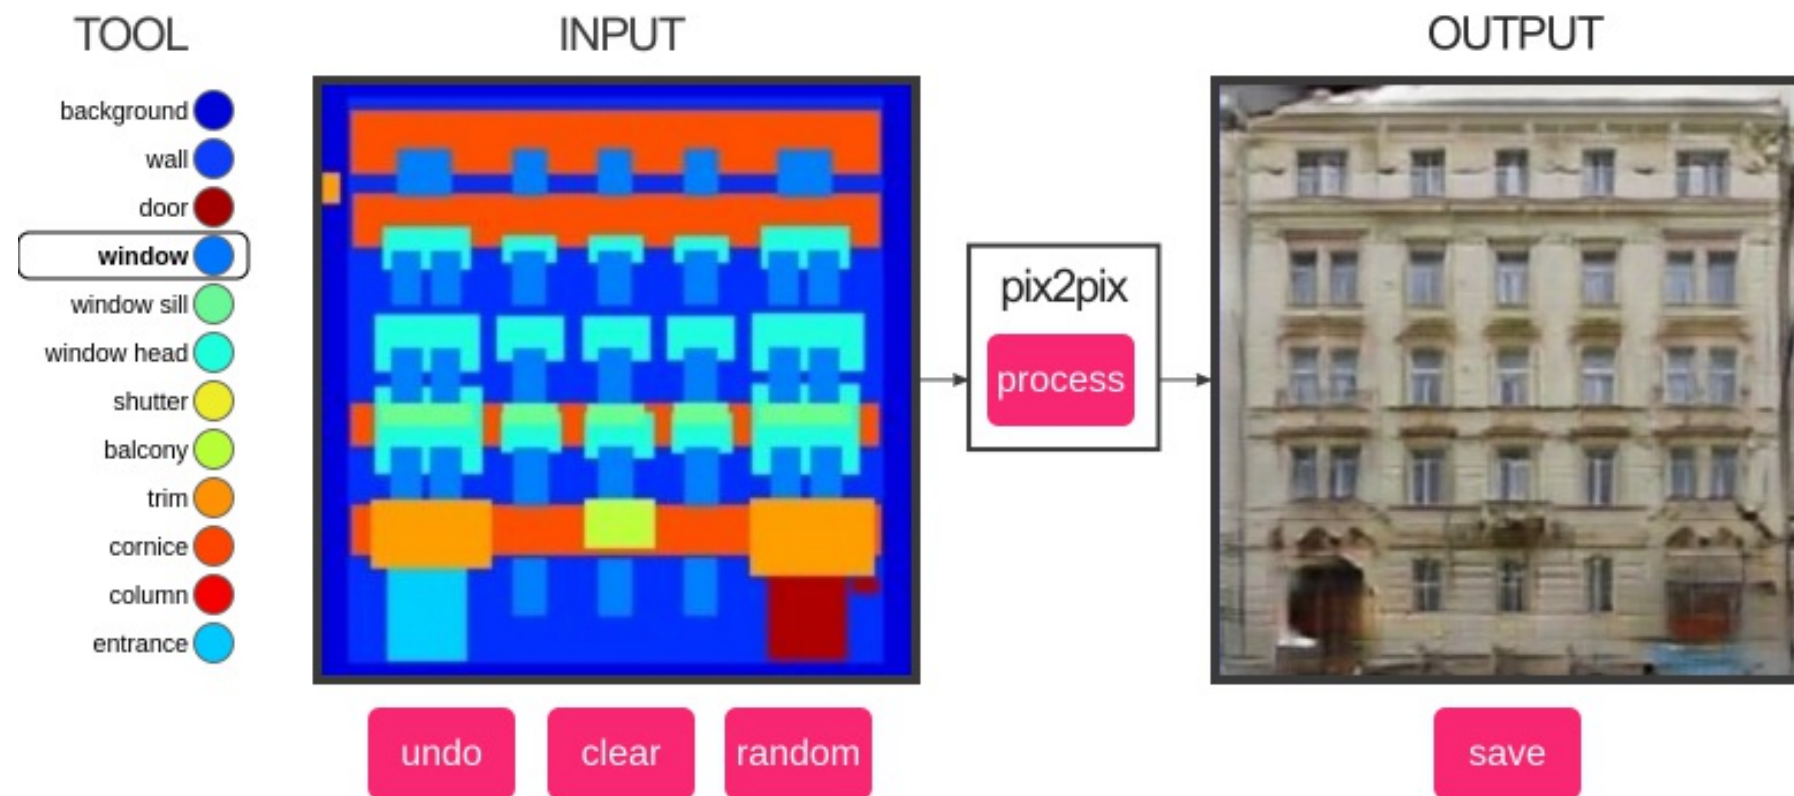 TOOL
INPUT
OUTPUT
background
wall
door
window
window sill
window head
shutter
balcony
trim
cornice
column
entrance
pix2pix
process
undo
clear
random
save